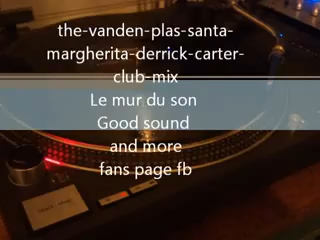 the-vanden-plas-santa-
margherita-derrick-carter-
club-mix
Le mur du son
Good sound
and more
fans page fb